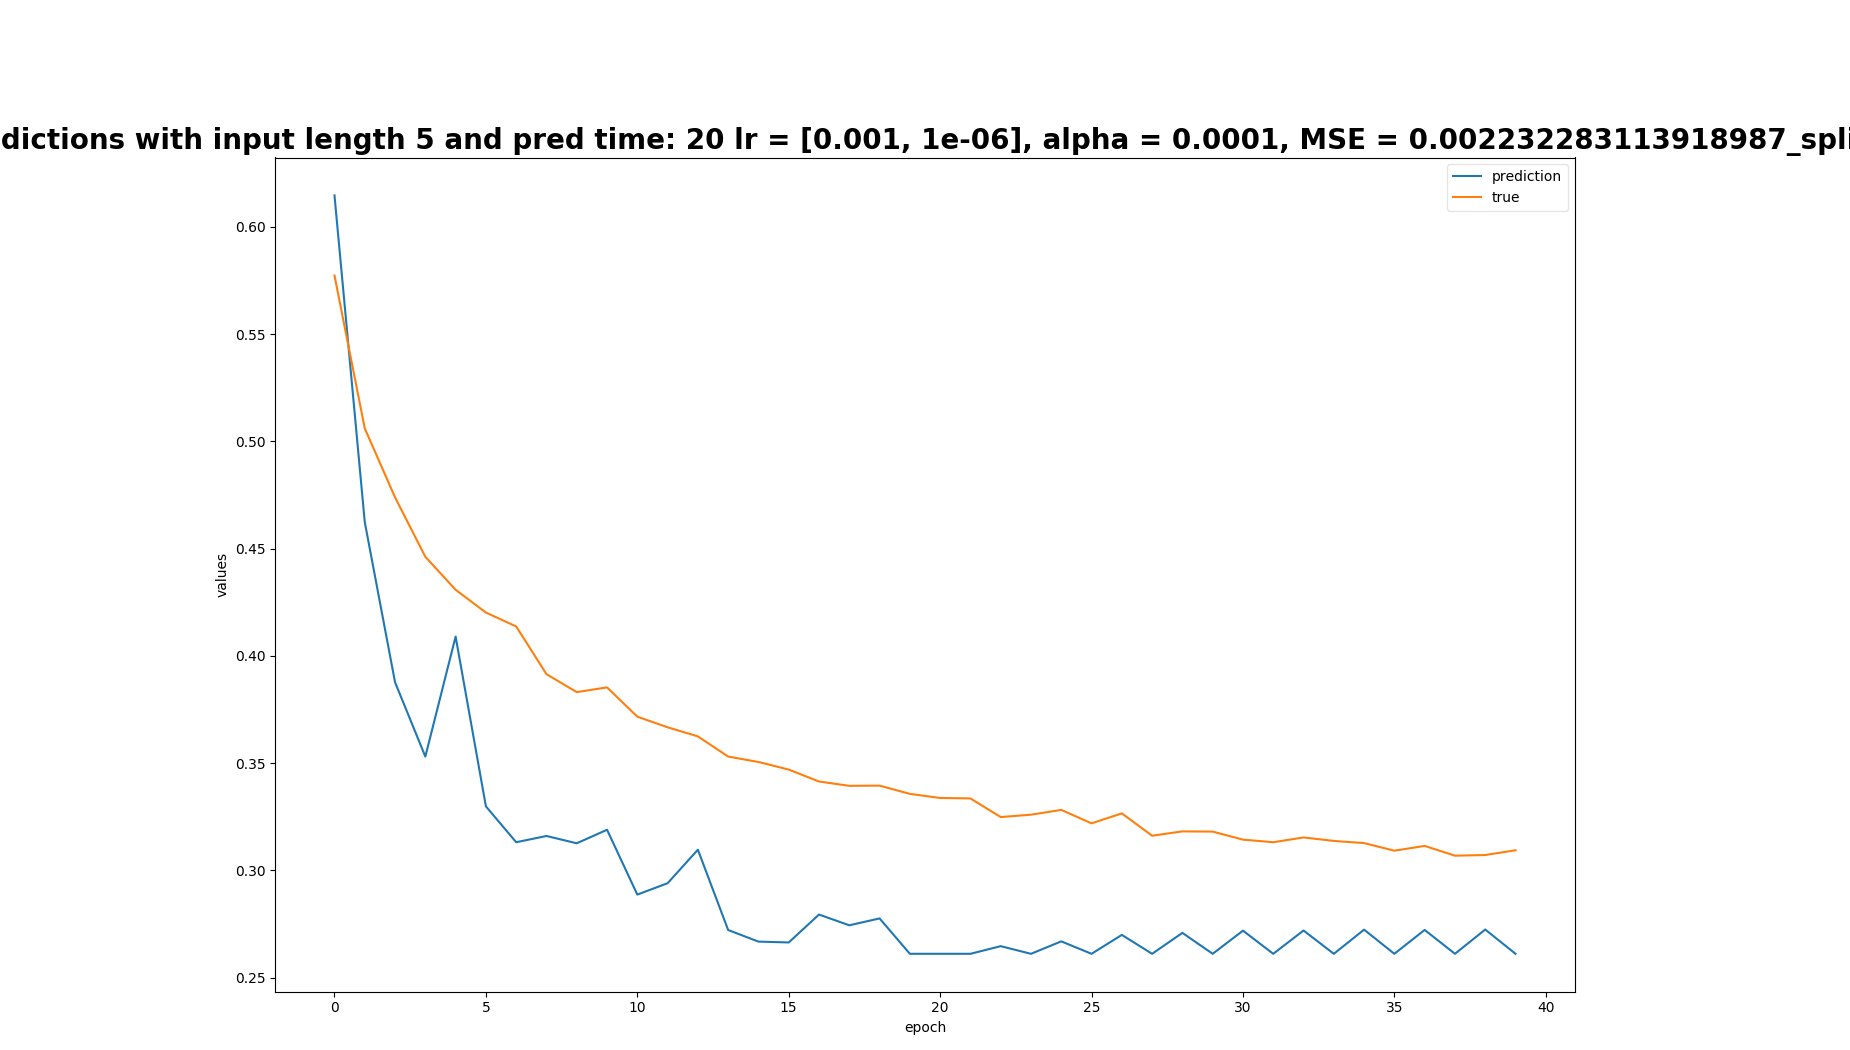 dictions with input length 5 and pred time: 20 lr = [0.001, 1e-06], alpha = 0.0001, MSE = 0.002232283113918987_spli
prediction
true
0.60
0.55
0.50
0.45
0.40
0.35
0.30
0.25
values
0 5 10 15 20 25 30 35 40
epoch